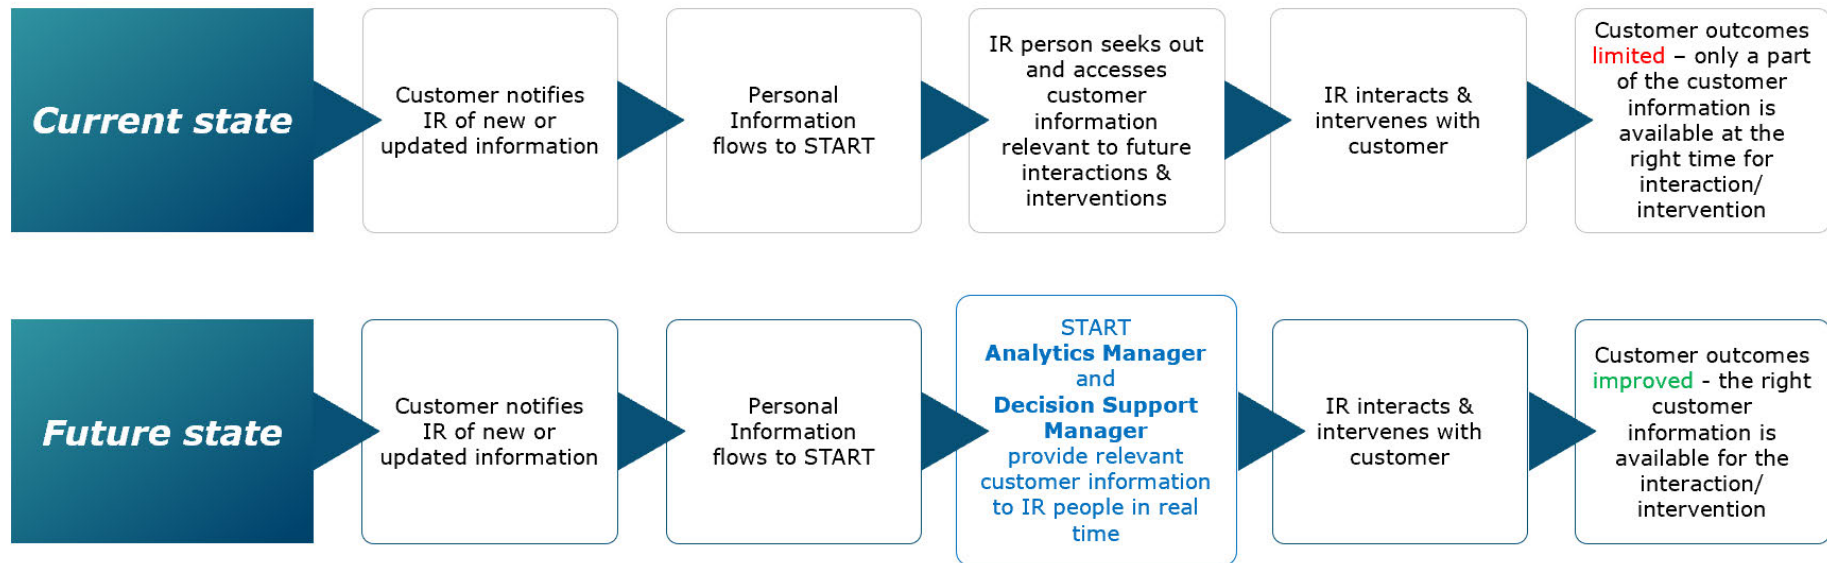 Current state
Customer notifies
IR of new or
updated information
Personal
Information
flows to START
IR person seeks out
and accesses
customer
information
relevant to future
interactions &
interventions
IR interacts &
intervenes with
customer
Customer outcomes
limited – only a part
of the customer
information is
available at the
right time for
interaction/
intervention
Future state
Customer notifies
IR of new or
updated information
Personal
Information
flows to START
START
Analytics Manager
and
Decision Support
Manager
provide relevant
customer information
to IR people in real
time
IR interacts &
intervenes with
customer
Customer outcomes
improved - the right
customer
information is
available for the
interaction/
intervention